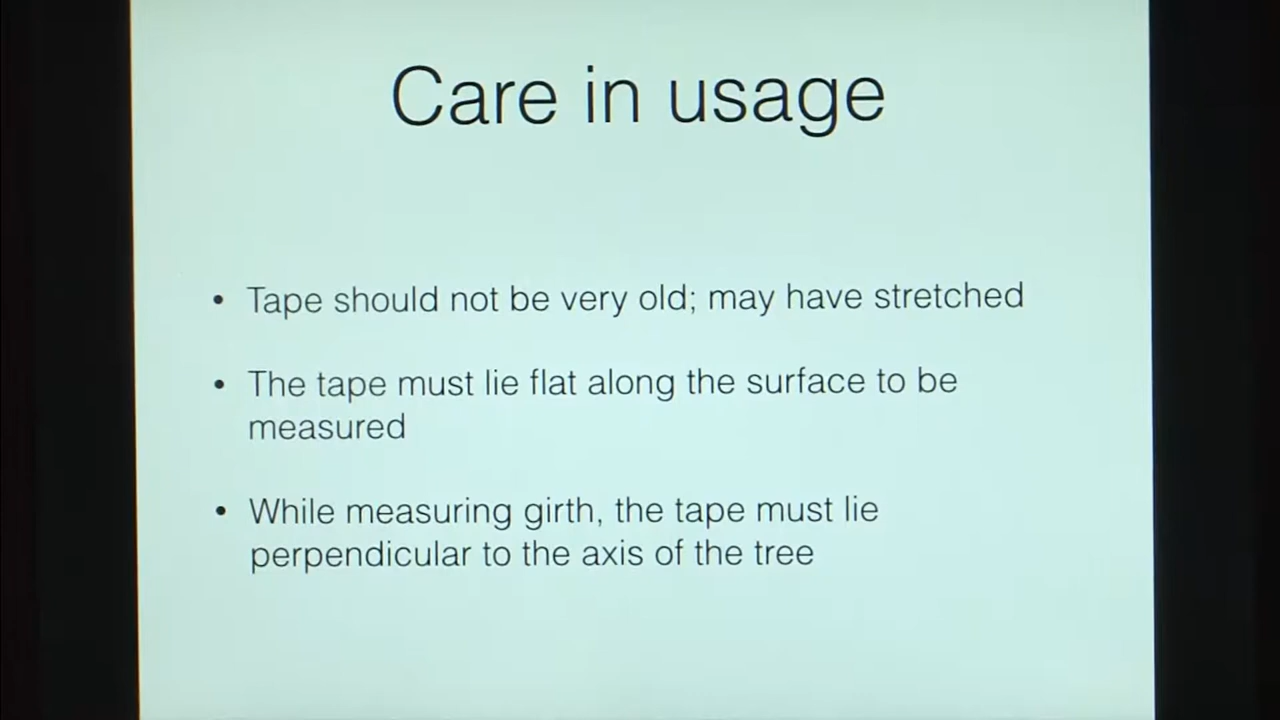 Care in usage
• Tape should not be very old; may have stretched
• The tape must lie flat along the surface to be
measured
• While measuring girth, the tape must lie
perpendicular to the axis of the tree